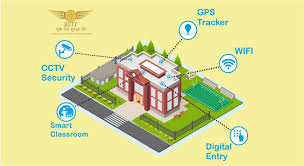 GPS
Tracker
WIFI
CCTV
Security
Smart
Classroom
Digital
Entry